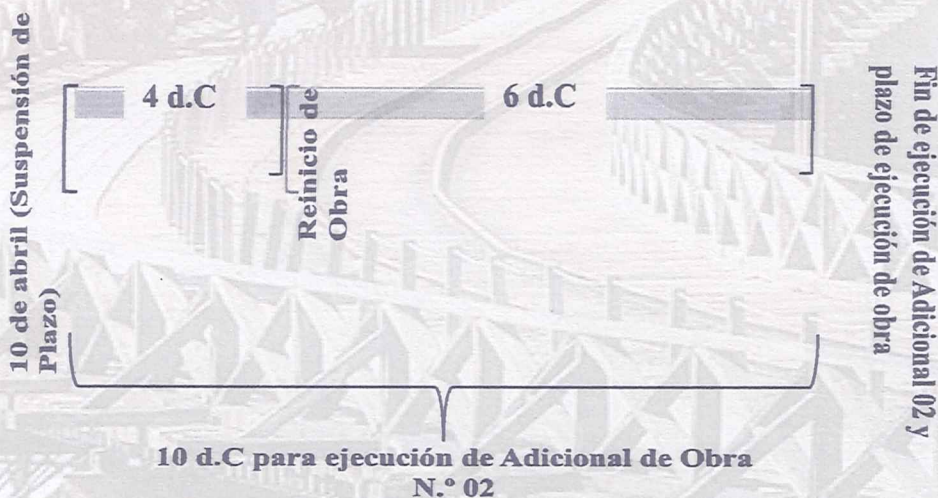 10 de abril (Suspensión de
Plazo)
4 d.C
Reinicio de
Obra
6 d.C
Fin de ejecución de Adicional 02 y
plazo de ejecución de obra
10 d.C para ejecución de Adicional de Obra
N.º 02